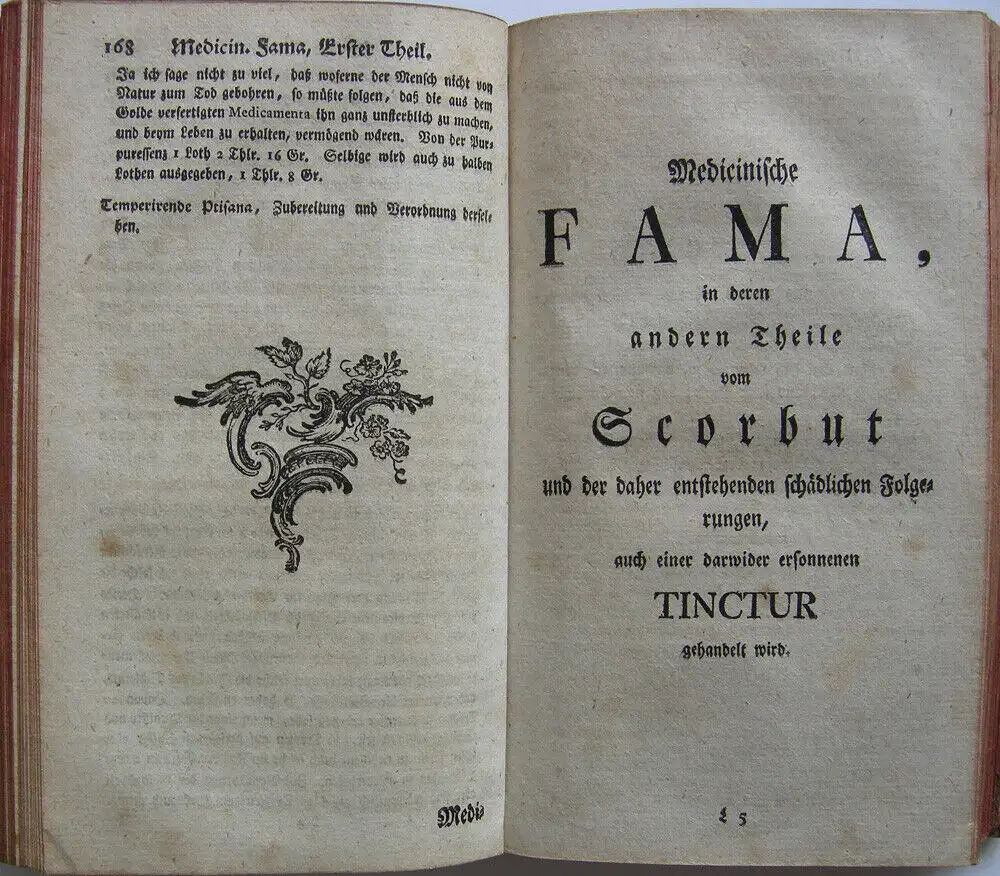 168 Medicin. Fama, Erster Theil.
Ja ich sage nicht zu viel, daß woferne der Mensch nicht von
Natur zum Tod gebohren, so müßte folgen, daß die aus dem
Golde verfertigten Medicamenta ihn ganz unsterblich zu machen,
und beym Leben zu erhalten, vermögend wären. Von der Pur-
puressenz 1 Loth 2 Thlr. 16 Gr. Selbige wird auch zu halben
Lothen ausgegeben, 1 Thlr. 8 Gr.
Temperirende Ptisana, Zubereitung und Verordnung dersel-
ben.
Medi-
Medicinische
FAMA,
in deren
andern Theile
vom
Scorbut
und der daher entstehenden schädlichen Folge-
rungen,
auch einer darwider ersonnenen
TINCTUR
gehandelt wird.
L 5